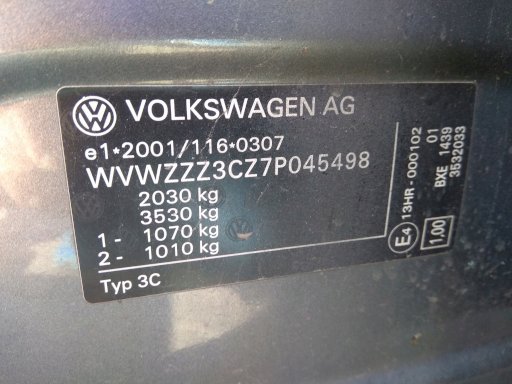 VOLKSWAGEN AG
e1*2001/116*0307
WVWZZZ3CZ7P045498
2030 kg
3530 kg
1- 1070 kg
2- 1010 kg
Typ 3C
E4 13HR-000102
01
BXE 1439
3532033
1.00